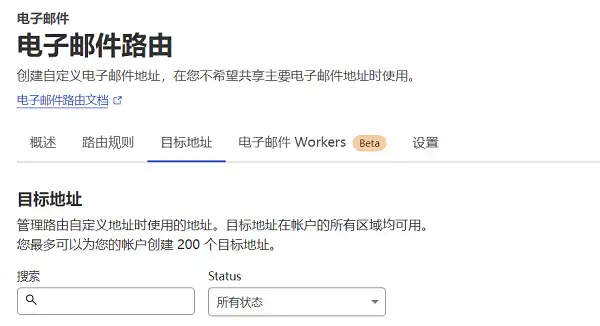 电子邮件
电子邮件路由
创建自定义电子邮件地址，在您不希望共享主要电子邮件地址时使用。
电子邮件路由文档
概述 路由规则 目标地址 电子邮件 Workers Beta 设置
目标地址
管理路由自定义地址时使用的地址。目标地址在帐户的所有区域均可用。
您最多可以为您的帐户创建 200 个目标地址。
搜索 Status
所有状态